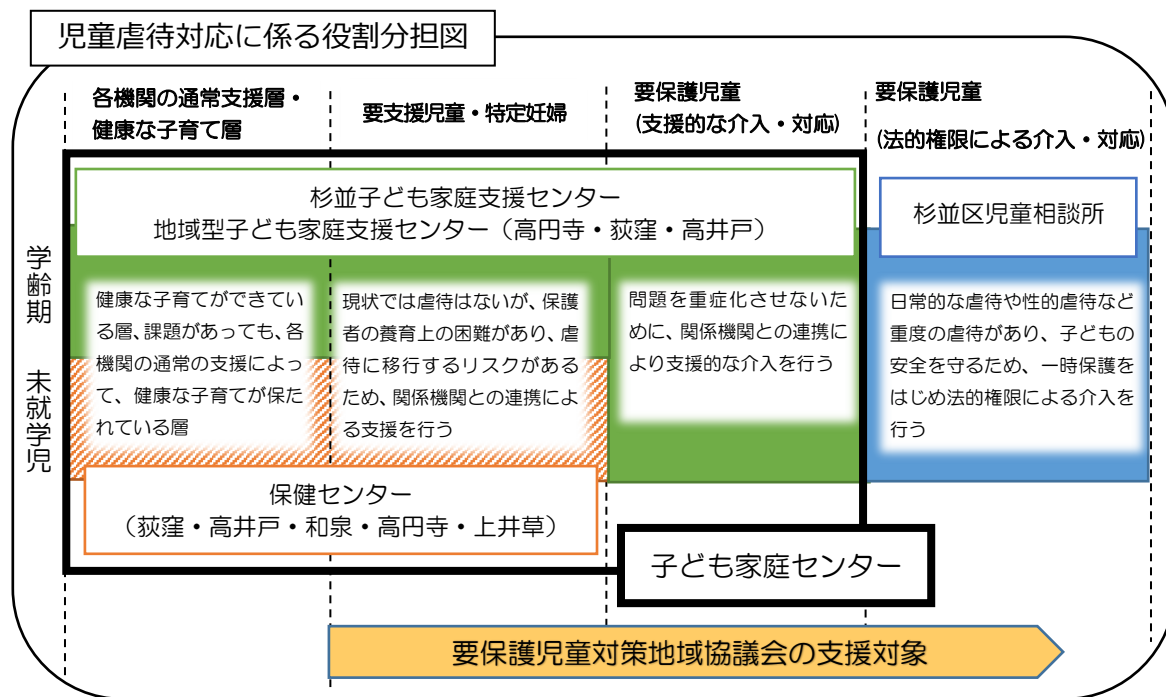 児童虐待対応に係る役割分担図
各機関の通常支援層・
健康な子育て層
要支援児童・特定妊婦
要保護児童
(支援的な介入・対応)
要保護児童
(法的権限による介入・対応)
杉並子ども家庭支援センター
地域型子ども家庭支援センター（高円寺・荻窪・高井戸）
杉並区児童相談所
学齢期
未就学児
健康な子育てができてい
る層、課題があっても、各
機関の通常の支援によっ
て、健康な子育てが保た
れている層
現状では虐待はないが、保護
者の養育上の困難があり、虐
待に移行するリスクがある
ため、関係機関との連携によ
る支援を行う
問題を重症化させないた
めに、関係機関との連携に
より支援的な介入を行う
日常的な虐待や性的虐待など
重度の虐待があり、子どもの
安全を守るため、一時保護を
はじめ法的権限による介入を
行う
保健センター
（荻窪・高井戸・和泉・高円寺・上井草）
子ども家庭センター
要保護児童対策地域協議会の支援対象